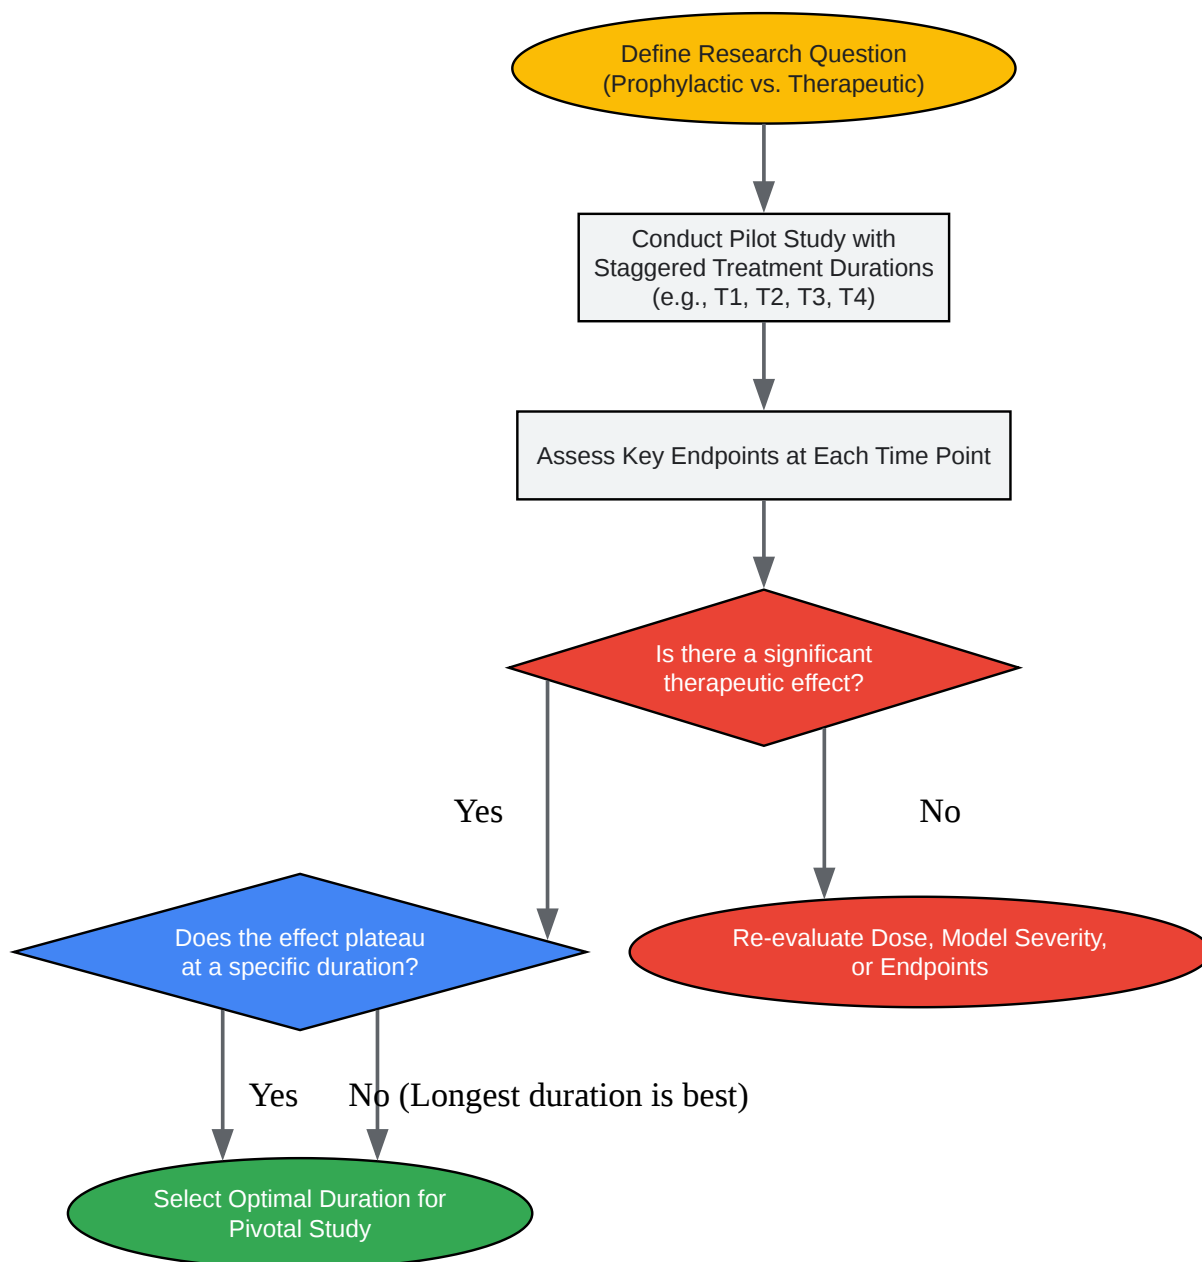 Define Research Question
(Prophylactic vs. Therapeutic)
Conduct Pilot Study with
Staggered Treatment Durations
(e.g., T1, T2, T3, T4)
Assess Key Endpoints at Each Time Point
Is there a significant
therapeutic effect?
Yes
No
Does the effect plateau
at a specific duration?
Re-evaluate Dose, Model Severity,
or Endpoints
Yes
No (Longest duration is best)
Select Optimal Duration for
Pivotal Study